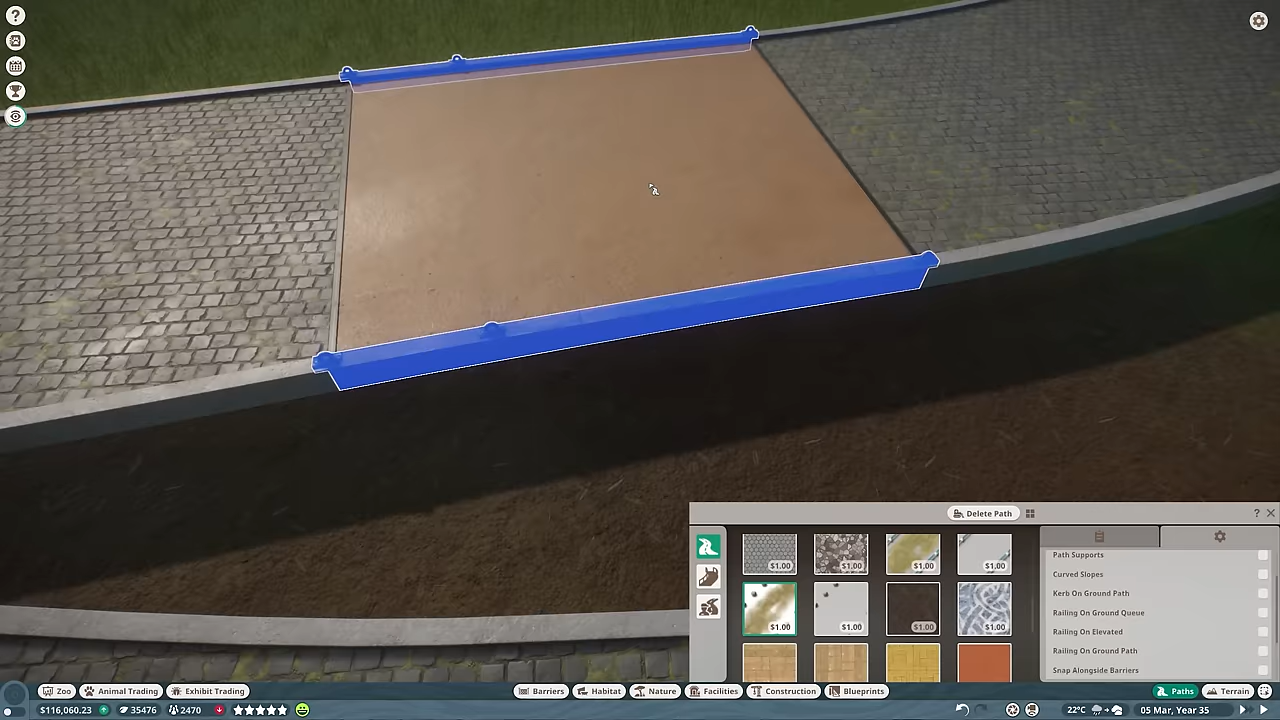 ?
Delete Path
?
$1.00 $1.00 $1.00 $1.00
$1.00 $1.00 $1.00 $1.00
Path Supports
Curved Slopes
Kerb On Ground Path
Railing On Ground Queue
Railing On Elevated
Railing On Ground Path
Snap Alongside Barriers
Zoo Animal Trading Exhibit Trading Barriers Habitat Nature Facilities Construction Blueprints Paths Terrain
$116,060.23 35476 2470 22°C 05 Mar, Year 35